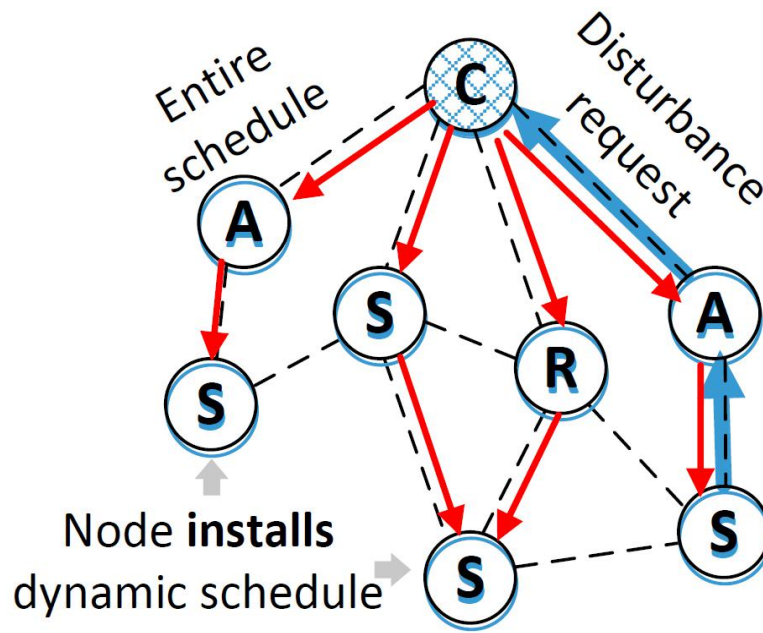 Entire
schedule
Disturbance
request
C
A
S
A
R
S
S
S
Node installs
dynamic schedule